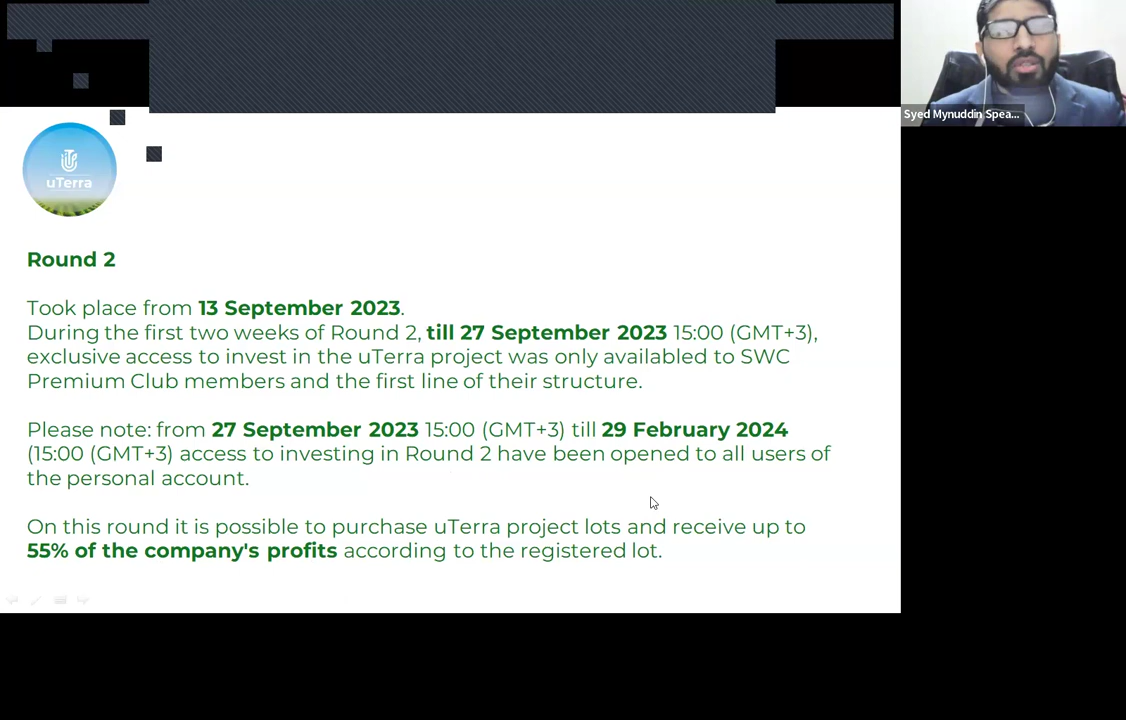 Syed Mynuddin Spea...
uTerra
Round 2
Took place from 13 September 2023.
During the first two weeks of Round 2, till 27 September 2023 15:00 (GMT+3),
exclusive access to invest in the uTerra project was only availabled to SWC
Premium Club members and the first line of their structure.
Please note: from 27 September 2023 15:00 (GMT+3) till 29 February 2024
(15:00 (GMT+3) access to investing in Round 2 have been opened to all users of
the personal account.
On this round it is possible to purchase uTerra project lots and receive up to
55% of the company's profits according to the registered lot.